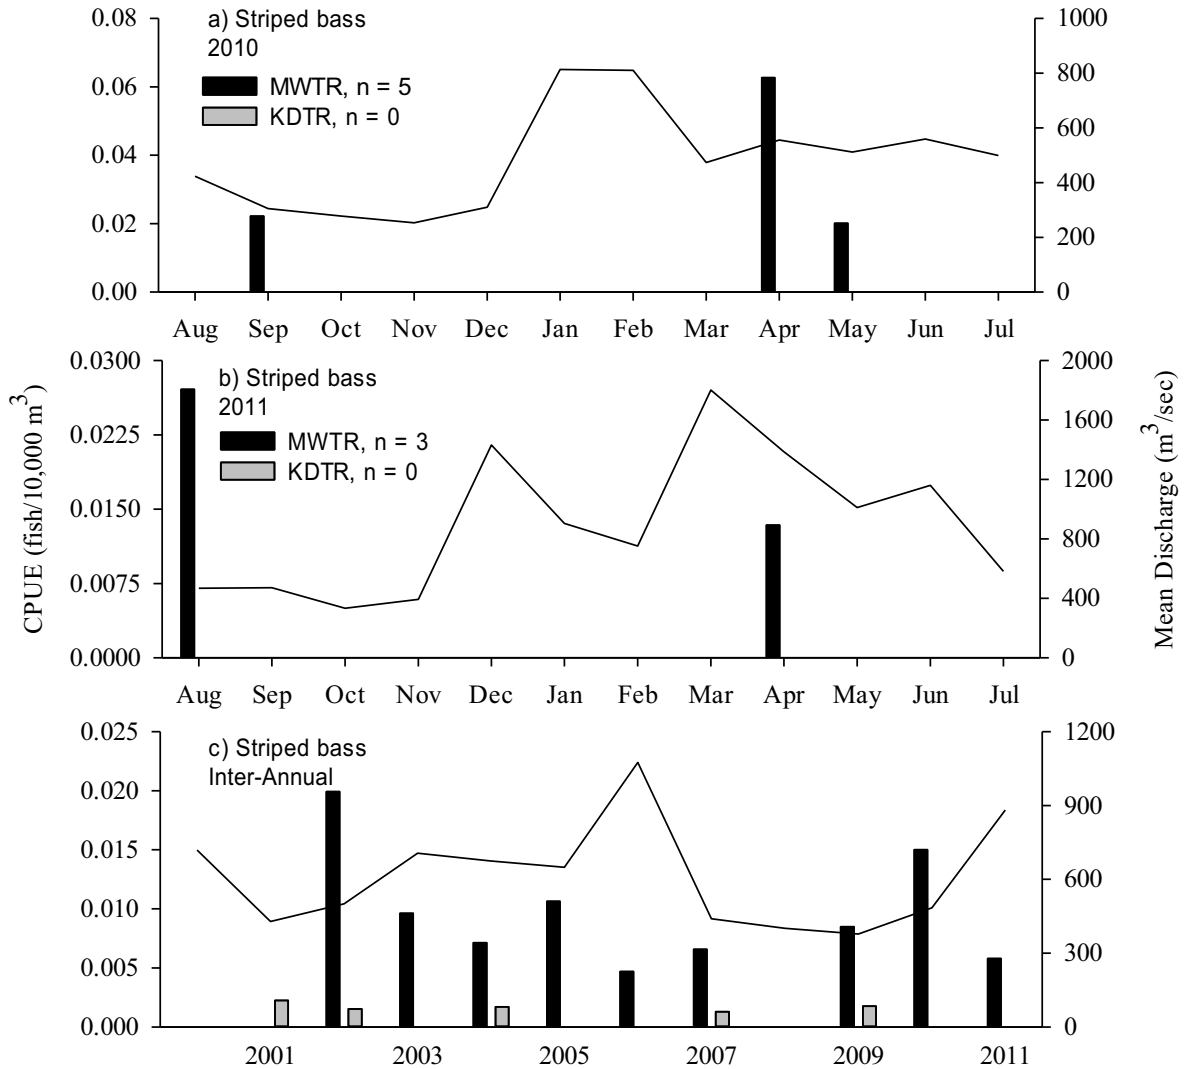 a) Striped bass
2010
MWTR, n = 5
KDTR, n = 0
0.08
0.06
0.04
0.02
0.00
1000
800
600
400
200
0
Aug Sep Oct Nov Dec Jan Feb Mar Apr May Jun Jul
b) Striped bass
2011
MWTR, n = 3
KDTR, n = 0
0.0300
0.0225
0.0150
0.0075
0.0000
2000
1600
1200
800
400
0
CPUE (fish/10,000 m³)
Mean Discharge (m³/sec)
Aug Sep Oct Nov Dec Jan Feb Mar Apr May Jun Jul
c) Striped bass
Inter-Annual
0.025
0.020
0.015
0.010
0.005
0.000
1200
900
600
300
0
2001 2003 2005 2007 2009 2011